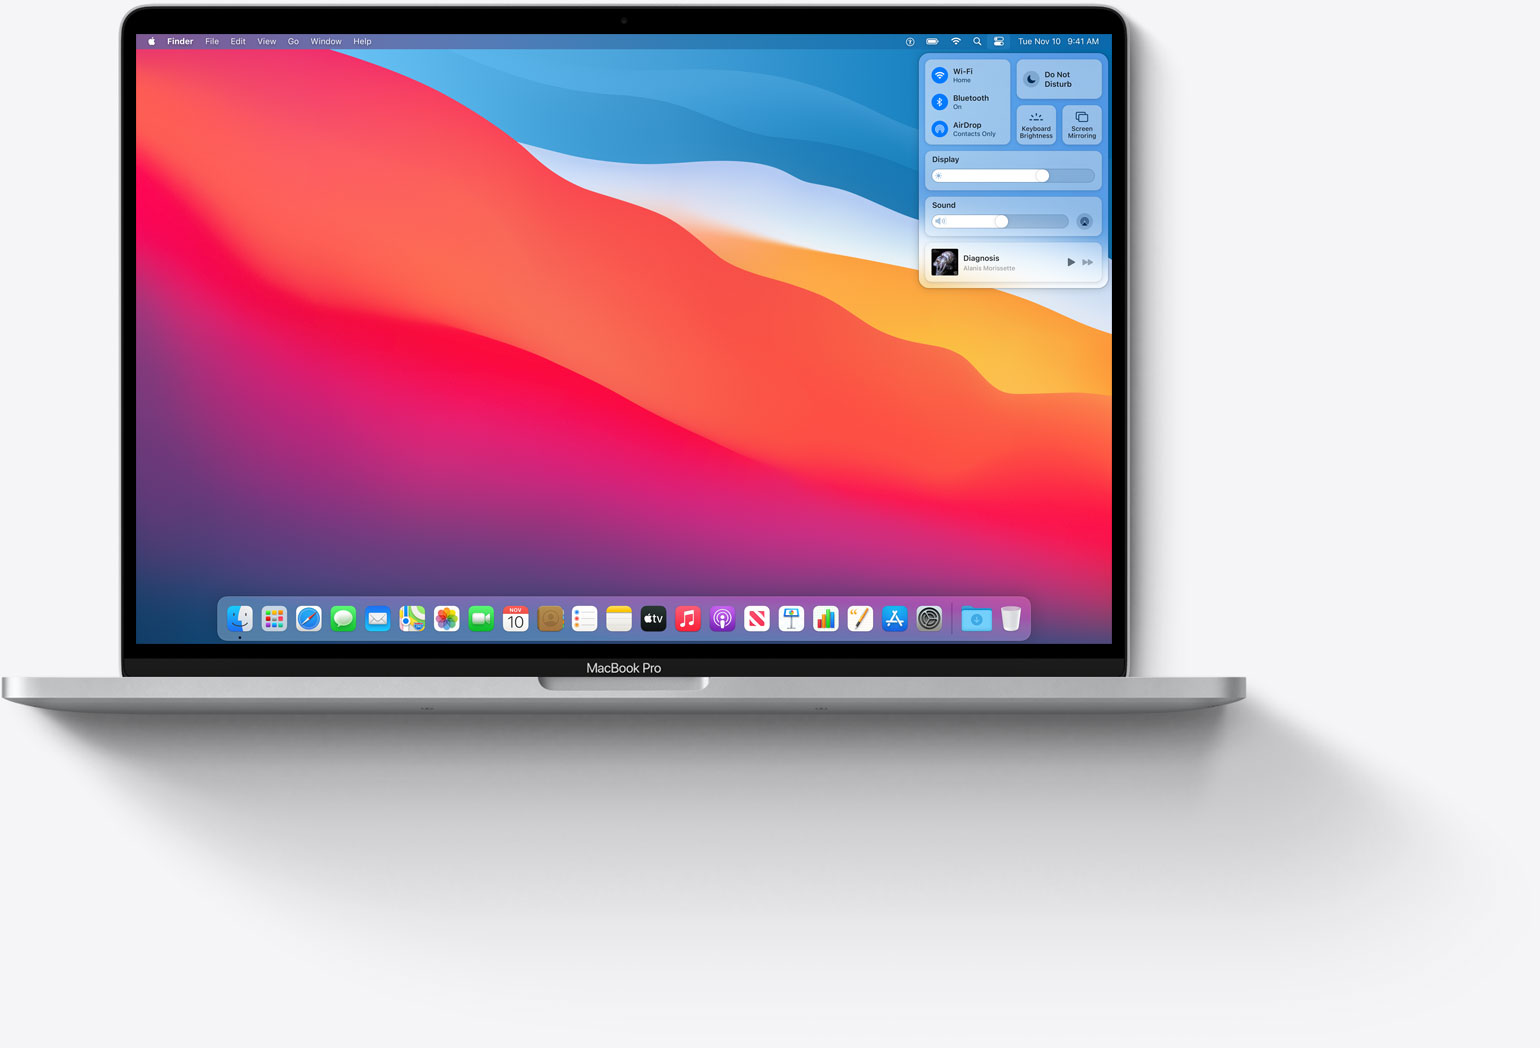 Finder File Edit View Go Window Help Tue Nov 10 9:41 AM
Wi-Fi
Home
Bluetooth
On
AirDrop
Contacts Only
Do Not
Disturb
Keyboard
Brightness
Screen
Mirroring
Display
Sound
Diagnosis
Alanis Morissette
NOV
10
tv
MacBook Pro